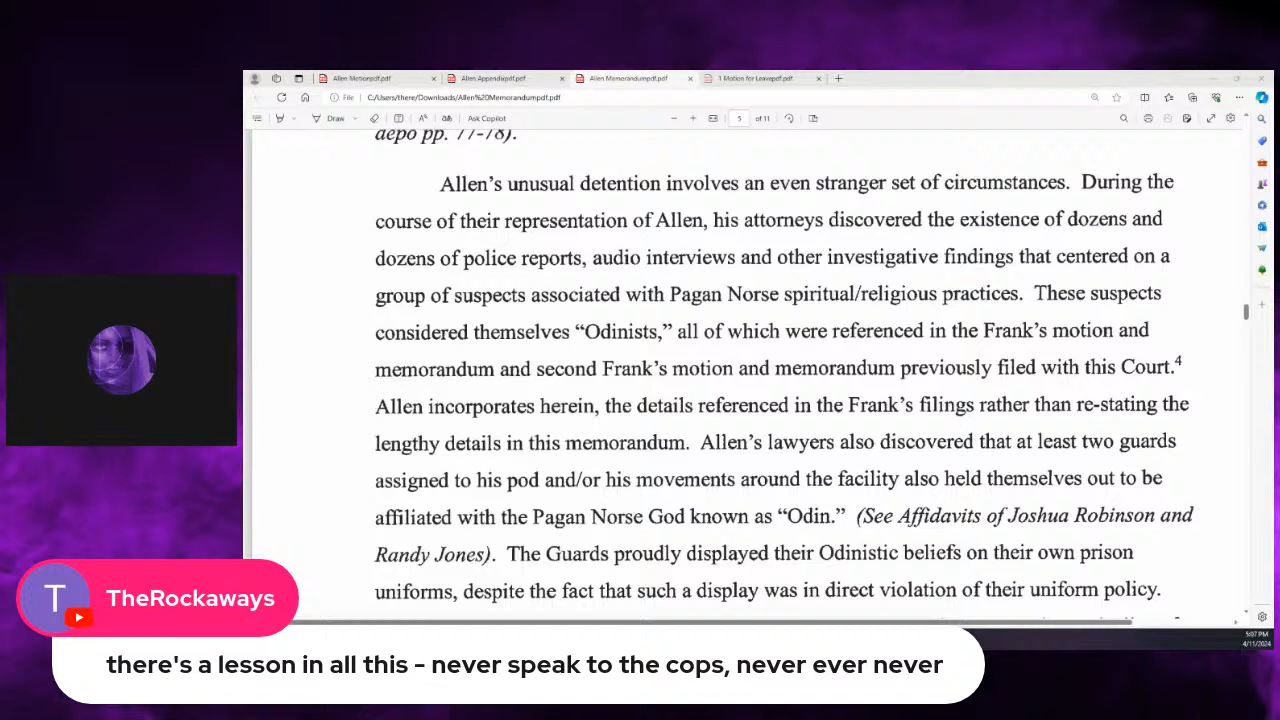 Allen Motionpdf.pdf
Allen Appendixpdf.pdf
Allen Memorandumpdf.pdf
1 Motion for Leavepdf.pdf
File
C:/Users/there/Downloads/Allen%20Memorandumpdf.pdf
Draw
Ask Copilot
5 of 11
depo pp. 77-78).
Allen's unusual detention involves an even stranger set of circumstances. During the
course of their representation of Allen, his attorneys discovered the existence of dozens and
dozens of police reports, audio interviews and other investigative findings that centered on a
group of suspects associated with Pagan Norse spiritual/religious practices. These suspects
considered themselves "Odinists," all of which were referenced in the Frank's motion and
memorandum and second Frank's motion and memorandum previously filed with this Court.4
Allen incorporates herein, the details referenced in the Frank's filings rather than re-stating the
lengthy details in this memorandum. Allen's lawyers also discovered that at least two guards
assigned to his pod and/or his movements around the facility also held themselves out to be
affiliated with the Pagan Norse God known as "Odin." (See Affidavits of Joshua Robinson and
Randy Jones). The Guards proudly displayed their Odinistic beliefs on their own prison
uniforms, despite the fact that such a display was in direct violation of their uniform policy.
5:07 PM
4/11/2024
T
TheRockaways
there's a lesson in all this - never speak to the cops, never ever never